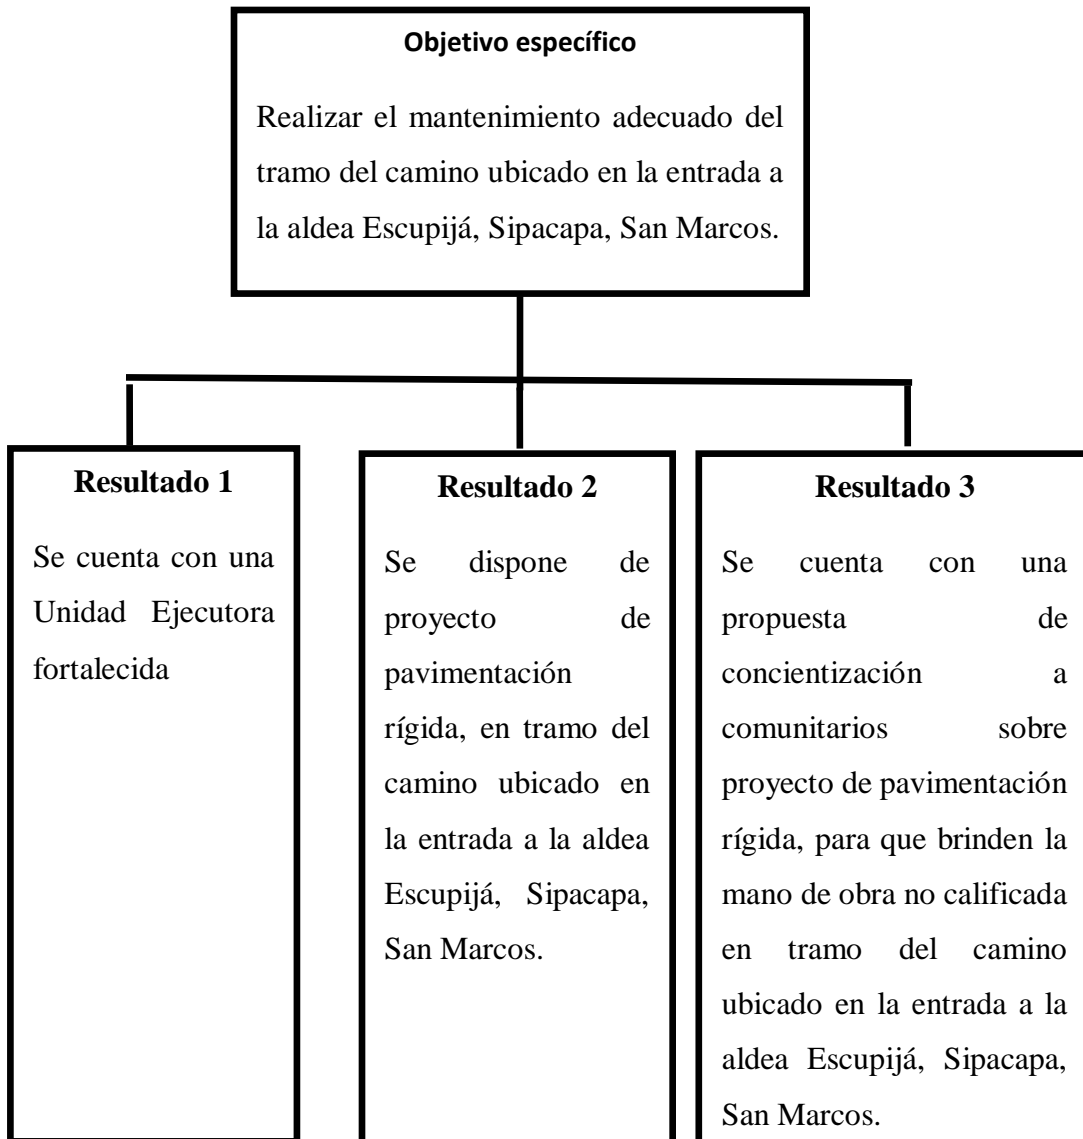 Objetivo específico
Realizar el mantenimiento adecuado del
tramo del camino ubicado en la entrada a
la aldea Escupijá, Sipacapa, San Marcos.
Resultado 1
Se cuenta con una
Unidad Ejecutora
fortalecida
Resultado 2
Se dispone de
proyecto de
pavimentación
rígida, en tramo del
camino ubicado en
la entrada a la aldea
Escupijá, Sipacapa,
San Marcos.
Resultado 3
Se cuenta con una
propuesta de
concientización a
comunitarios sobre
proyecto de pavimentación
rígida, para que brinden la
mano de obra no calificada
en tramo del camino
ubicado en la entrada a la
aldea Escupijá, Sipacapa,
San Marcos.